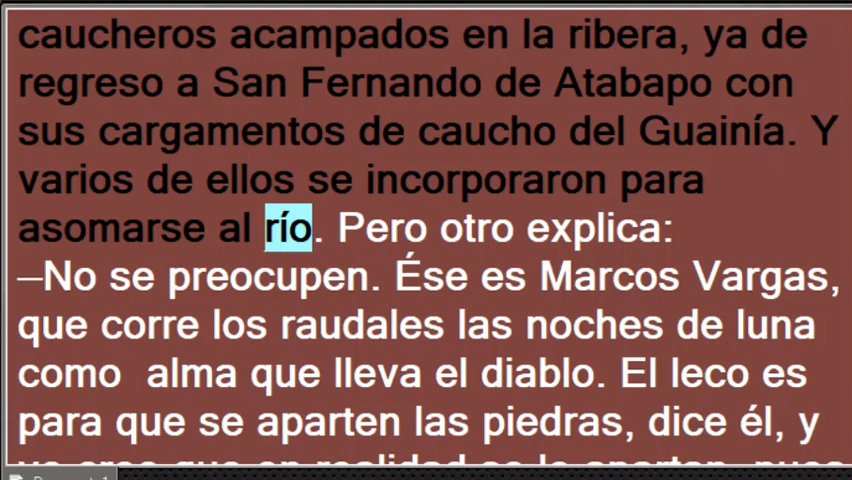 caucheros acampados en la ribera, ya de
regreso a San Fernando de Atabapo con
sus cargamentos de caucho del Guainía. Y
varios de ellos se incorporaron para
asomarse al río. Pero otro explica:
—No se preocupen. Ése es Marcos Vargas,
que corre los raudales las noches de luna
como  alma que lleva el diablo. El leco es
para que se aparten las piedras, dice él, y